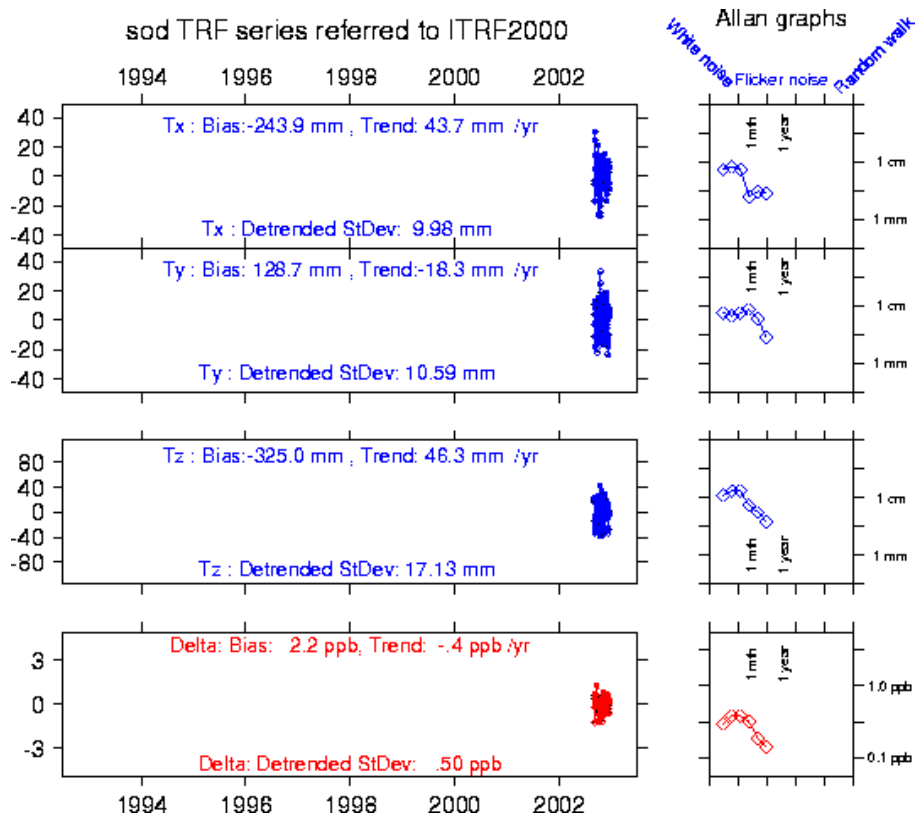 sod TRF series referred to ITRF2000
Allan graphs
White noise
Flicker noise
Random walk
1994 1996 1998 2000 2002
40
20
0
-20
-40
Tx : Bias:-243.9 mm , Trend: 43.7 mm /yr
Tx : Detrended StDev: 9.98 mm
1 mth
1 year
1 cm
1 mm
40
20
0
-20
-40
Ty : Bias: 128.7 mm , Trend:-18.3 mm /yr
Ty : Detrended StDev: 10.59 mm
1 mth
1 year
1 cm
1 mm
80
40
0
-40
-80
Tz : Bias:-325.0 mm , Trend: 46.3 mm /yr
Tz : Detrended StDev: 17.13 mm
1 mth
1 year
1 cm
1 mm
3
0
-3
Delta: Bias: 2.2 ppb, Trend: -.4 ppb /yr
Delta: Detrended StDev: .50 ppb
1 mth
1 year
1.0 ppb
0.1 ppb
1994 1996 1998 2000 2002